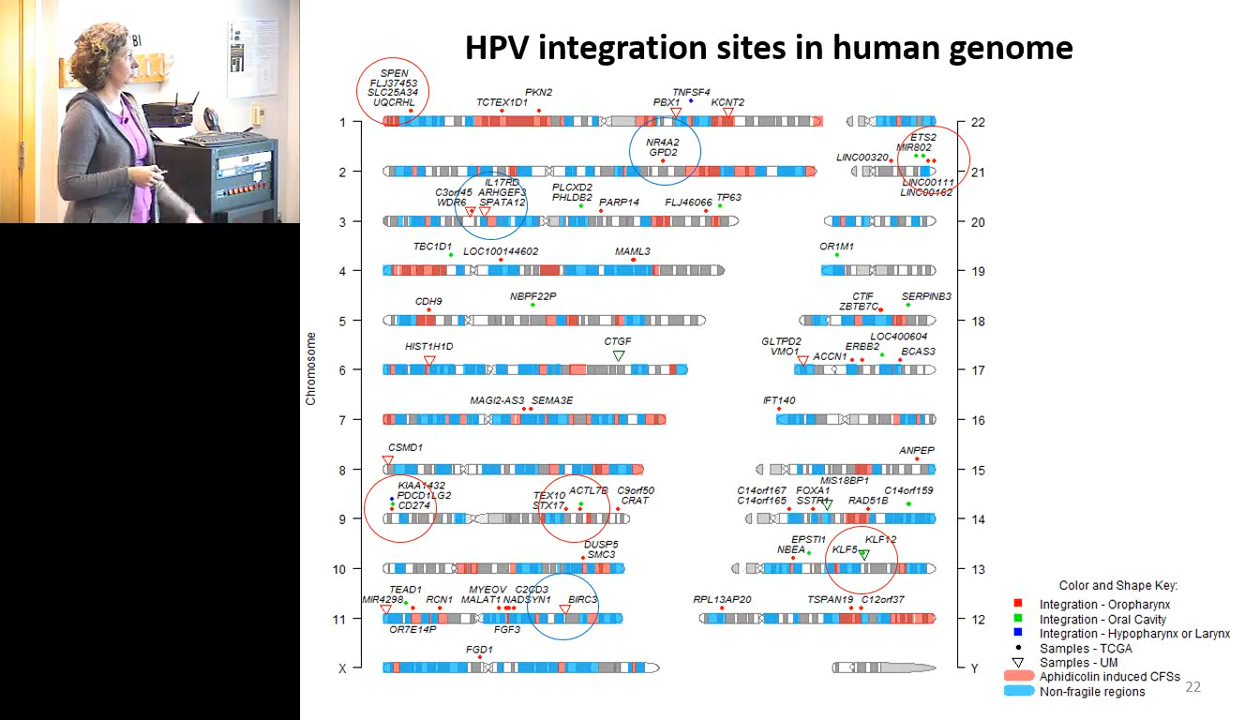 BI
HPV integration sites in human genome
SPEN
FLJ37453
SLC25A34
UQCRHL
TCTEX1D1
PKN2
PBX1
TNFSF4
KCNT2
1
22
NR4A2
GPD2
ETS2
MIR802
LINC00320
2
21
LINC00111
LINC00162
C3orf45
WDR6
IL17RD
ARHGEF3
SPATA12
PLCXD2
PHLDB2
PARP14
FLJ46066
TP63
3
20
TBC1D1
LOC100144602
MAML3
OR1M1
4
19
CDH9
NBPF22P
CTIF
ZBTB7C
SERPINB3
5
18
HIST1H1D
CTGF
GLTPD2
VMO1
ACCN1
ERBB2
LOC400604
BCAS3
6
17
MAGI2-AS3
SEMA3E
IFT140
7
16
CSMD1
ANPEP
8
15
KIAA1432
PDCD1LG2
CD274
TEX10
STX17
ACTL7B
C9orf50
CRAT
C14orf167
C14orf165
MIS18BP1
FOXA1
SSTR1
RAD51B
C14orf159
9
14
DUSP5
SMC3
EPSTI1
NBEA
KLF5
KLF12
10
13
TEAD1
MIR4298
RCN1
MYEOV
MALAT1
C2CD3
NADSYN1
BIRC3
RPL13AP20
TSPAN19
C12orf37
11
12
OR7E14P
FGF3
FGD1
X
Y
Chromosome
Color and Shape Key:
Integration - Oropharynx
Integration - Oral Cavity
Integration - Hypopharynx or Larynx
Samples - TCGA
Samples - UM
Aphidicolin induced CFSs
Non-fragile regions
22